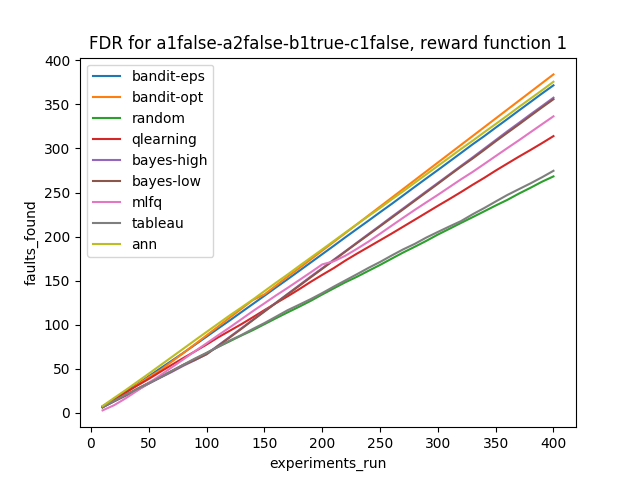 FDR for a1false-a2false-b1true-c1false, reward function 1
400
350
300
250
200
150
100
50
0
faults_found
bandit-eps
bandit-opt
random
qlearning
bayes-high
bayes-low
mlfq
tableau
ann
0 50 100 150 200 250 300 350 400
experiments_run